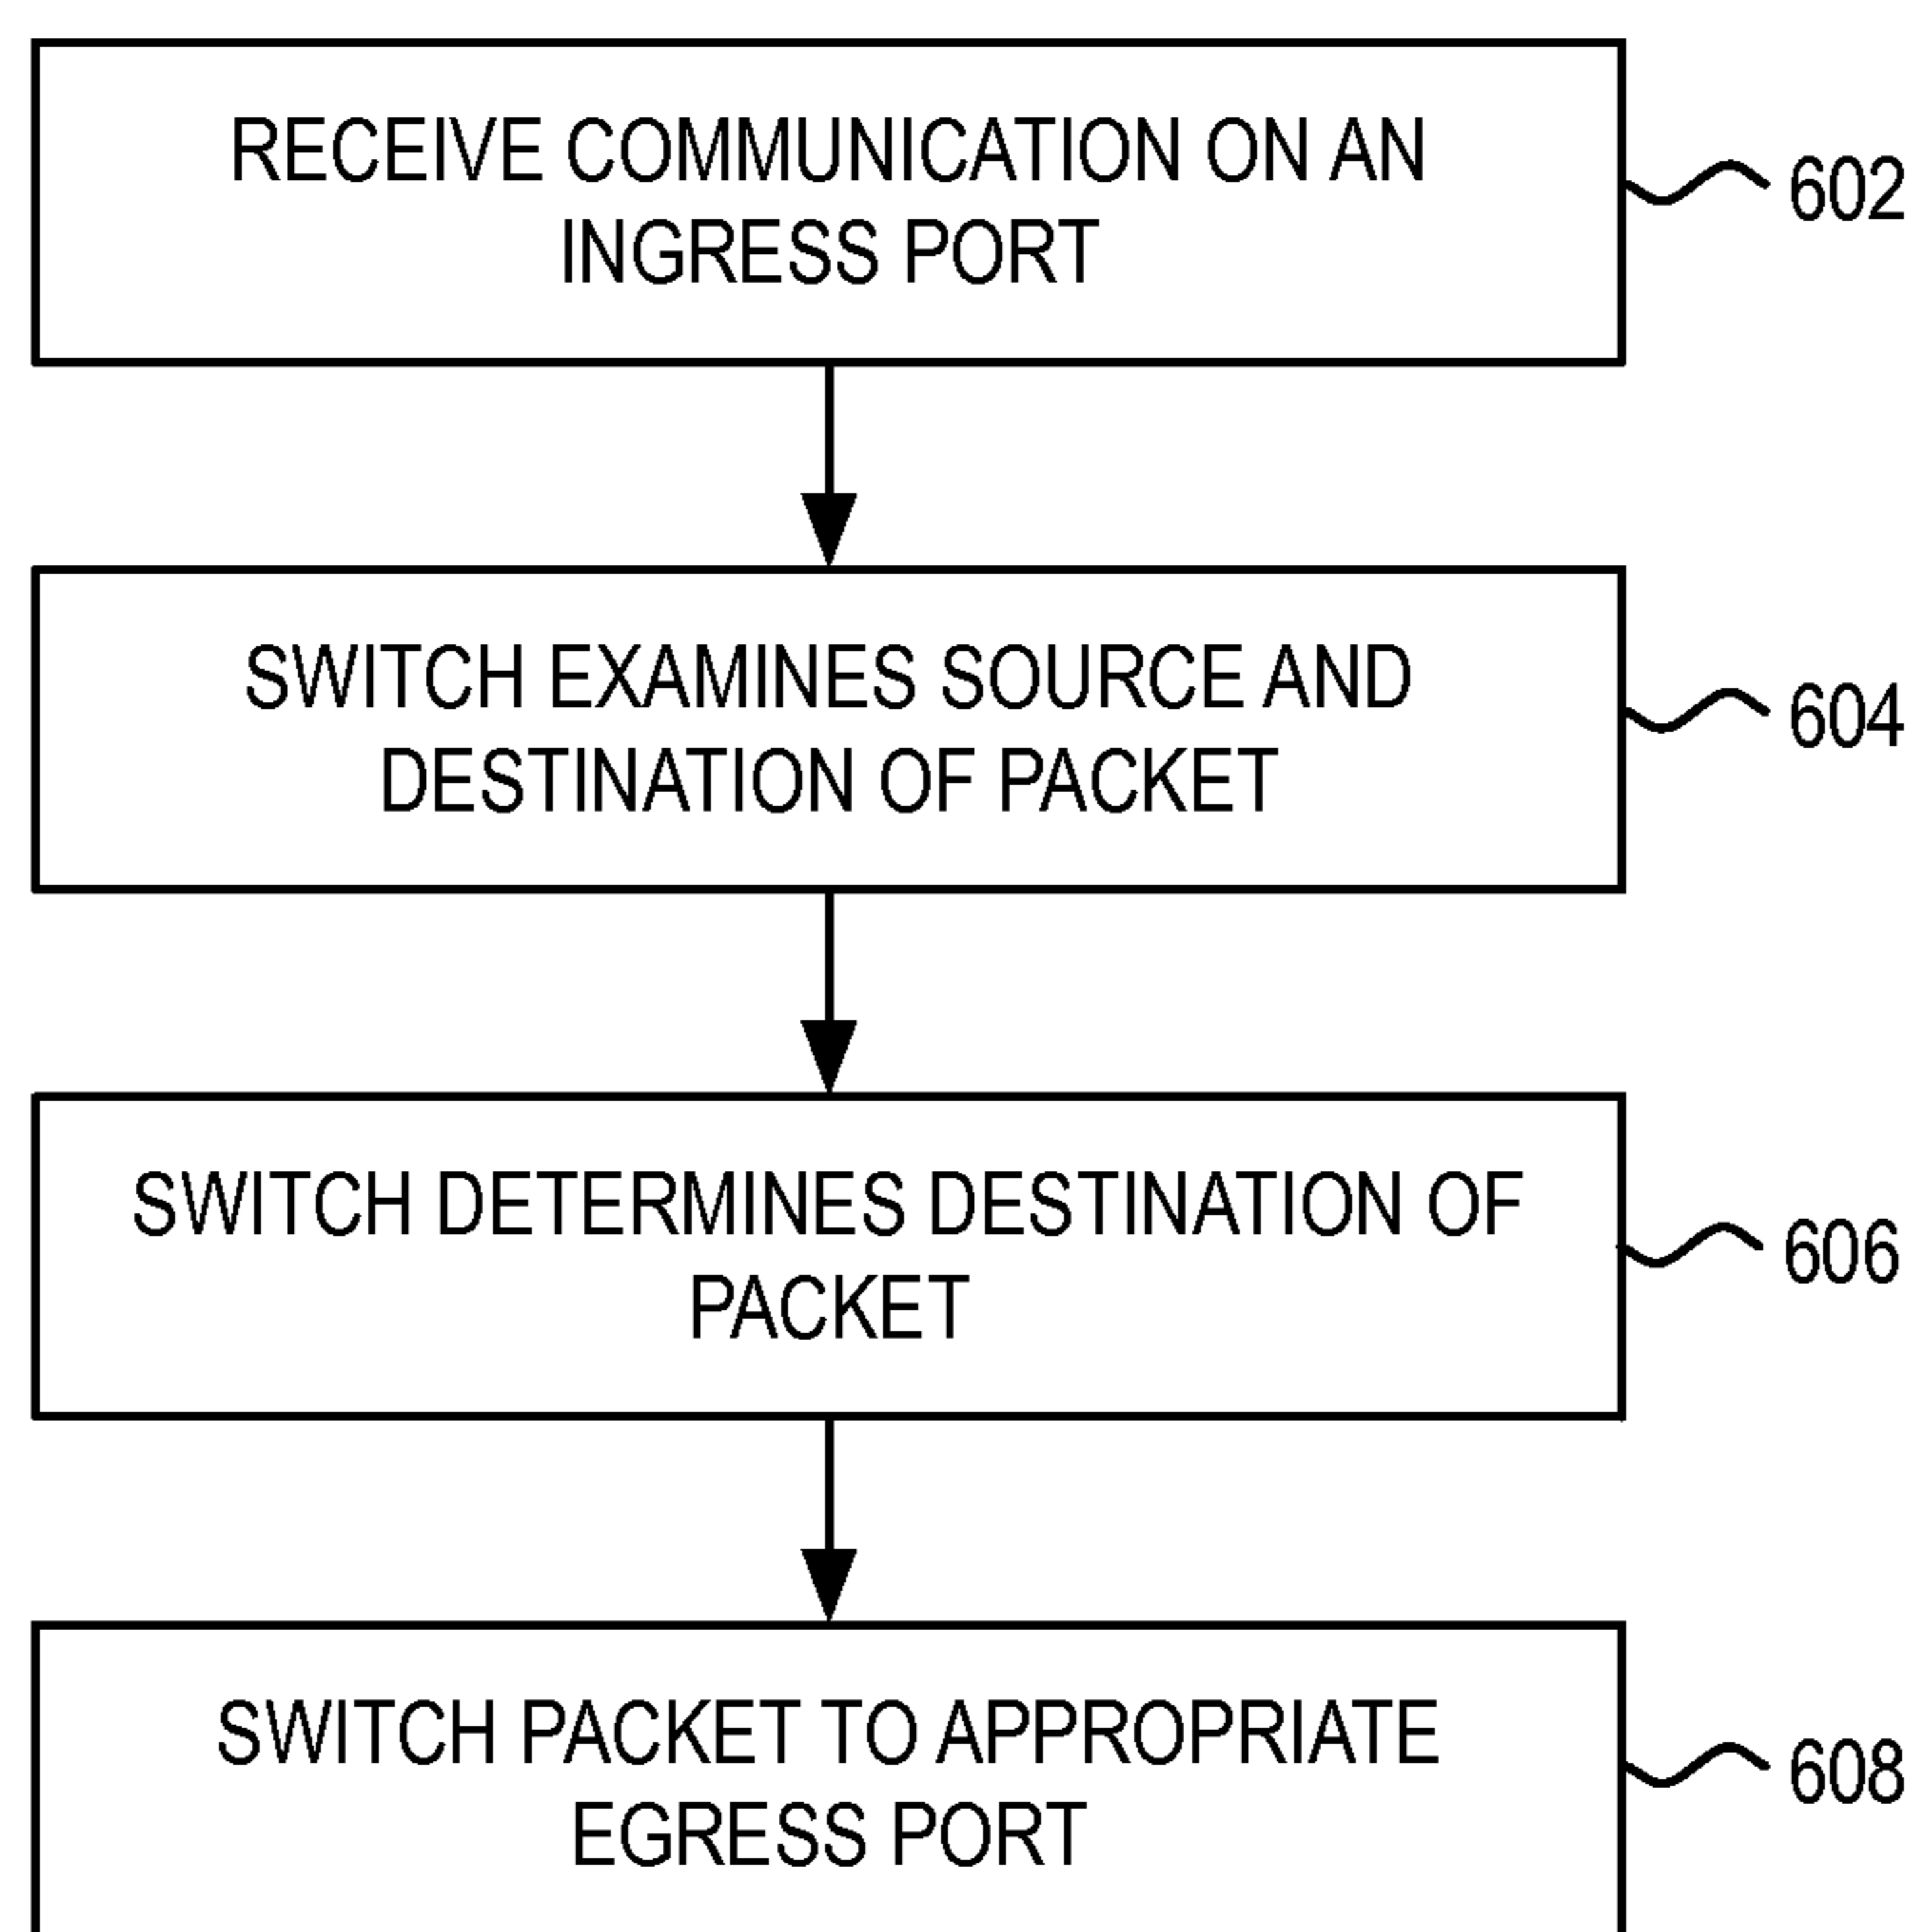 RECEIVE COMMUNICATION ON AN
INGRESS PORT
602
SWITCH EXAMINES SOURCE AND
DESTINATION OF PACKET
604
SWITCH DETERMINES DESTINATION OF
PACKET
606
SWITCH PACKET TO APPROPRIATE
EGRESS PORT
608